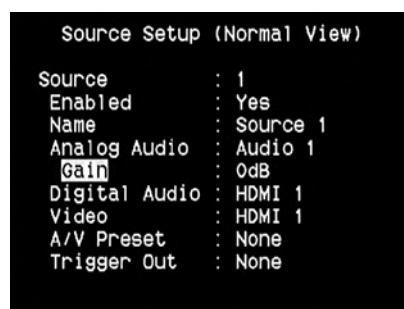 Source Setup (Normal View)
Source : 1
Enabled : Yes
Name : Source 1
Analog Audio : Audio 1
Gain : 0dB
Digital Audio : HDMI 1
Video : HDMI 1
A/V Preset : None
Trigger Out : None